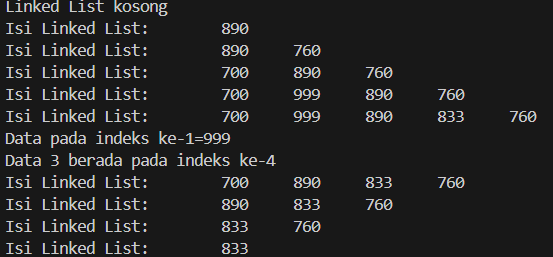 Linked List kosong
Isi Linked List: 890
Isi Linked List: 890 760
Isi Linked List: 700 890 760
Isi Linked List: 700 999 890 760
Isi Linked List: 700 999 890 833 760
Data pada indeks ke-1=999
Data 3 berada pada indeks ke-4
Isi Linked List: 700 890 833 760
Isi Linked List: 890 833 760
Isi Linked List: 833 760
Isi Linked List: 833